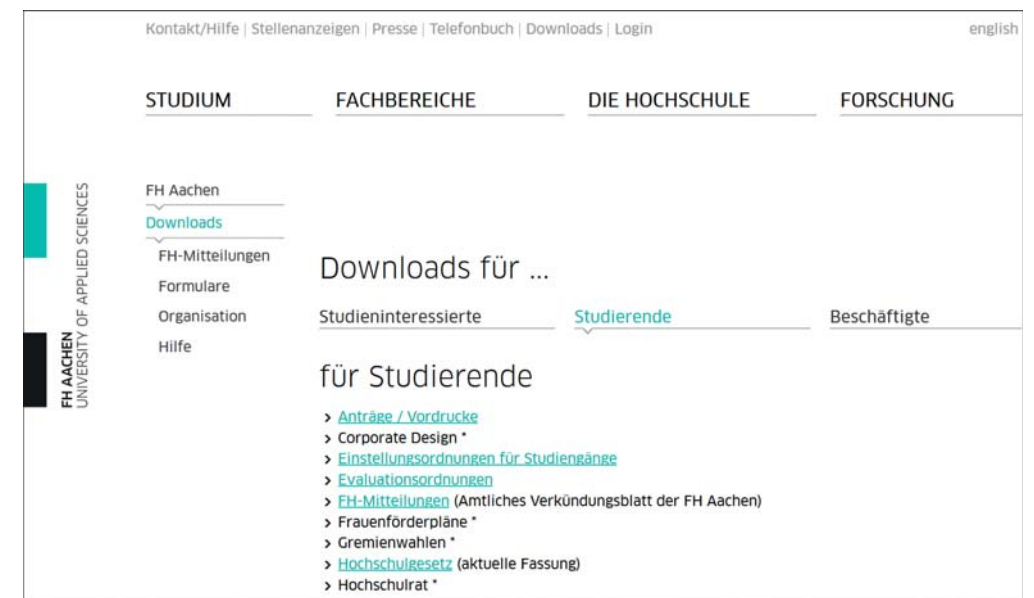 Kontakt/Hilfe | Stellenanzeigen | Presse | Telefonbuch | Downloads | Login
english
STUDIUM
FACHBEREICHE
DIE HOCHSCHULE
FORSCHUNG
FH AACHEN
UNIVERSITY OF APPLIED SCIENCES
FH Aachen
Downloads
FH-Mitteilungen
Formulare
Organisation
Hilfe
Downloads für ...
Studieninteressierte
Studierende
Beschäftigte
für Studierende
› Anträge / Vordrucke
› Corporate Design *
› Einstellungsordnungen für Studiengänge
› Evaluationsordnungen
› FH-Mitteilungen (Amtliches Verkündungsblatt der FH Aachen)
› Frauenförderpläne *
› Gremienwahlen *
› Hochschulgesetz (aktuelle Fassung)
› Hochschulrat *